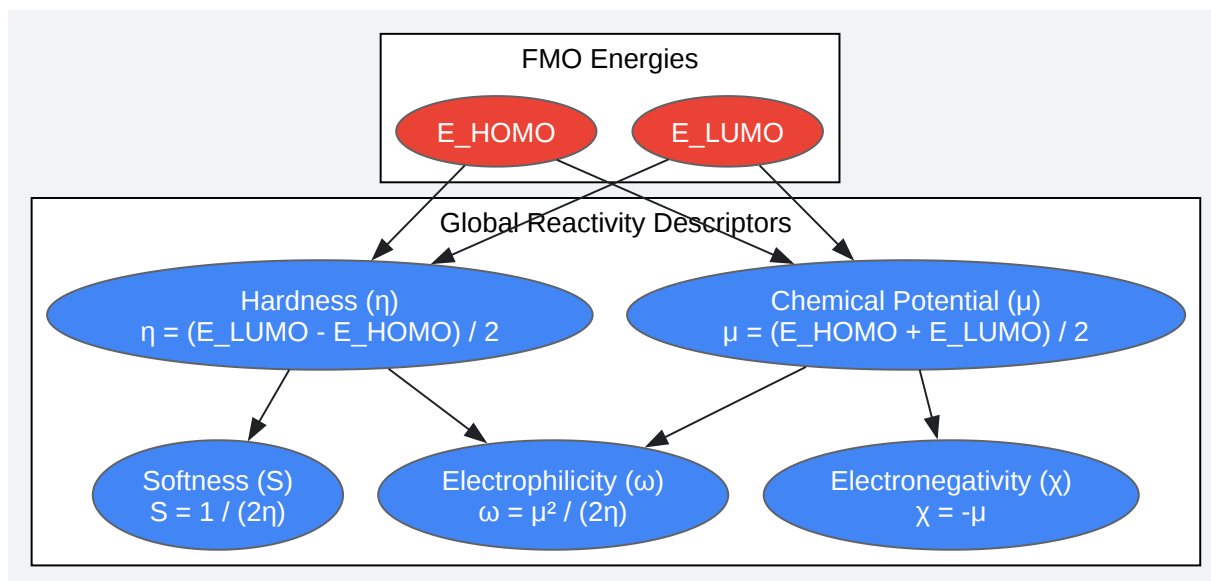 FMO Energies
E_HOMO
E_LUMO
Global Reactivity Descriptors
Hardness (η)
η = (E_LUMO - E_HOMO) / 2
Chemical Potential (μ)
μ = (E_HOMO + E_LUMO) / 2
Softness (S)
S = 1 / (2η)
Electrophilicity (ω)
ω = μ² / (2η)
Electronegativity (χ)
χ = -μ